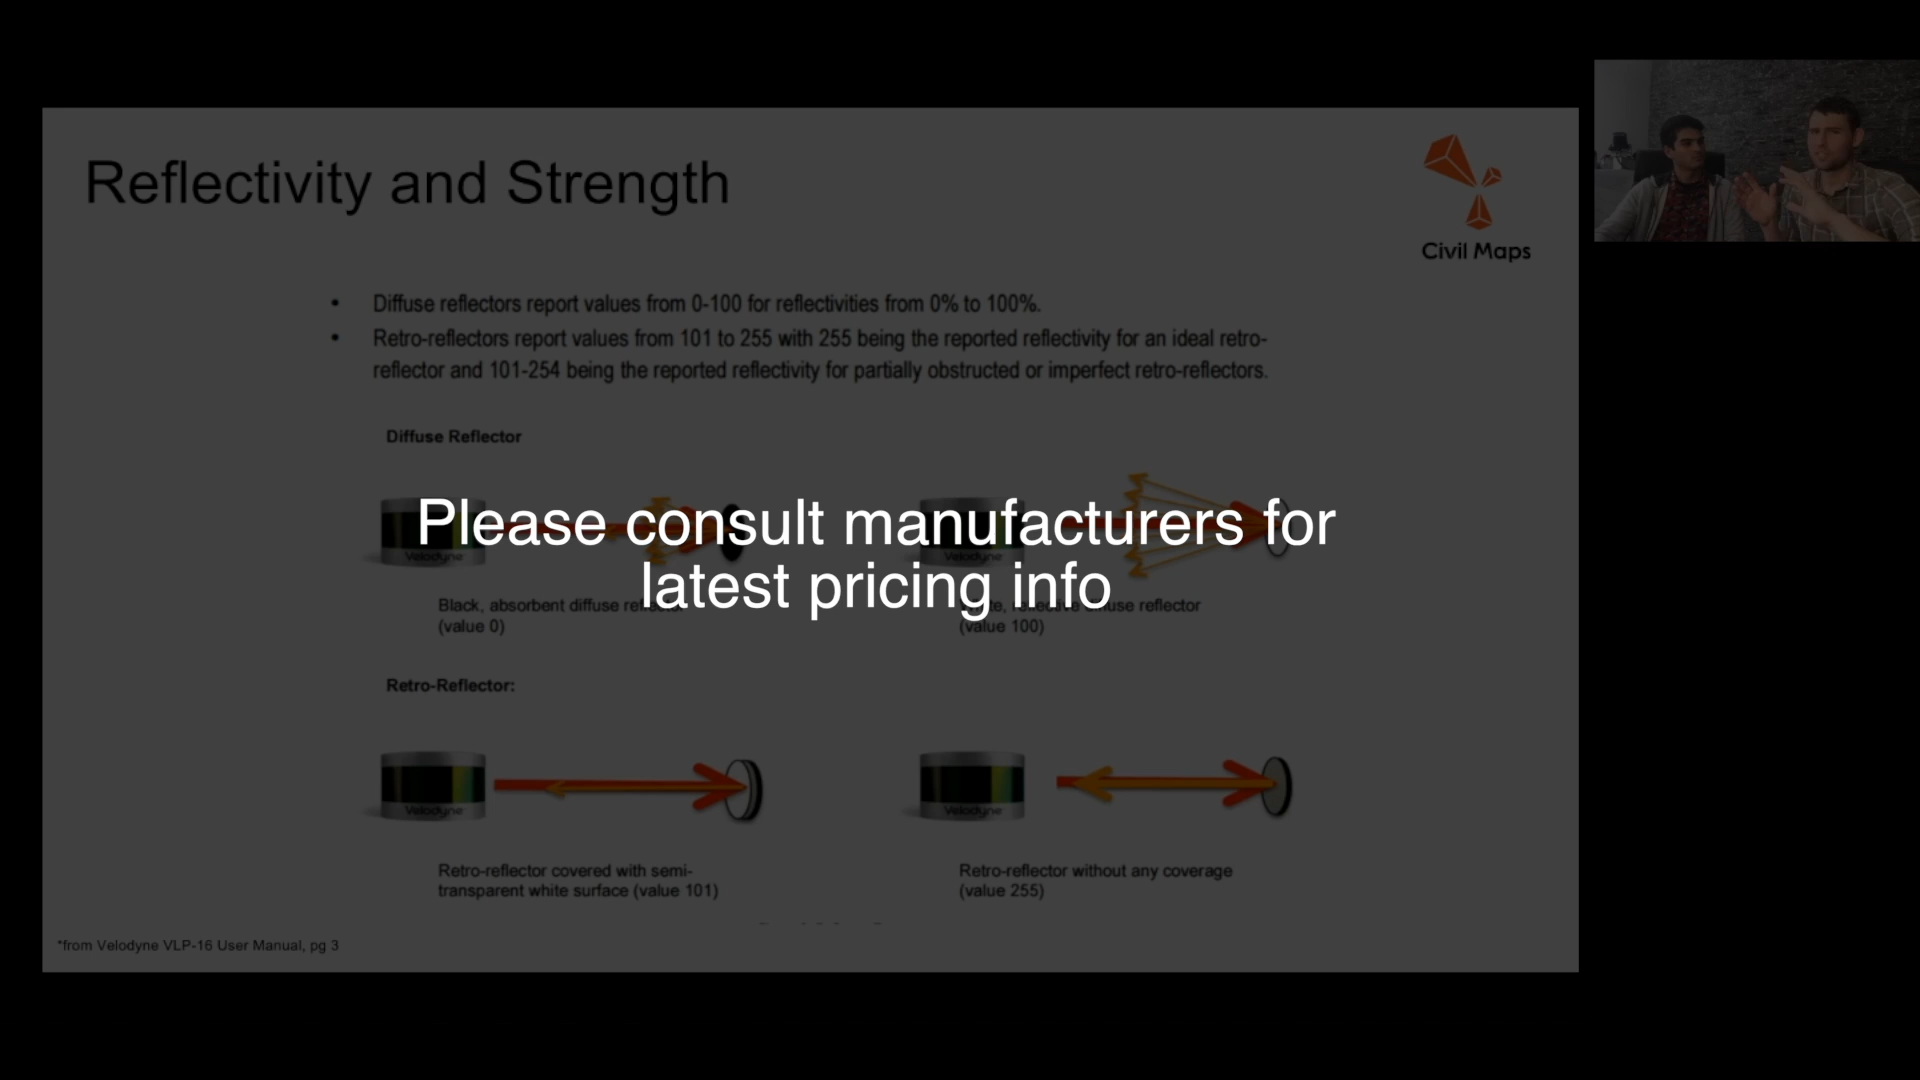 Reflectivity and Strength
Civil Maps
• Diffuse reflectors report values from 0-100 for reflectivities from 0% to 100%.
• Retro-reflectors report values from 101 to 255 with 255 being the reported reflectivity for an ideal retro-
reflector and 101-254 being the reported reflectivity for partially obstructed or imperfect retro-reflectors.
Diffuse Reflector
Please consult manufacturers for
latest pricing info
Velodyne
Velodyne
Black, absorbent diffuse
(value 0)
diffuse reflector
(value 100)
Retro-Reflector:
Velodyne
Velodyne
Retro-reflector covered with semi-
transparent white surface (value 101)
Retro-reflector without any coverage
(value 255)
*from Velodyne VLP-16 User Manual, pg 3